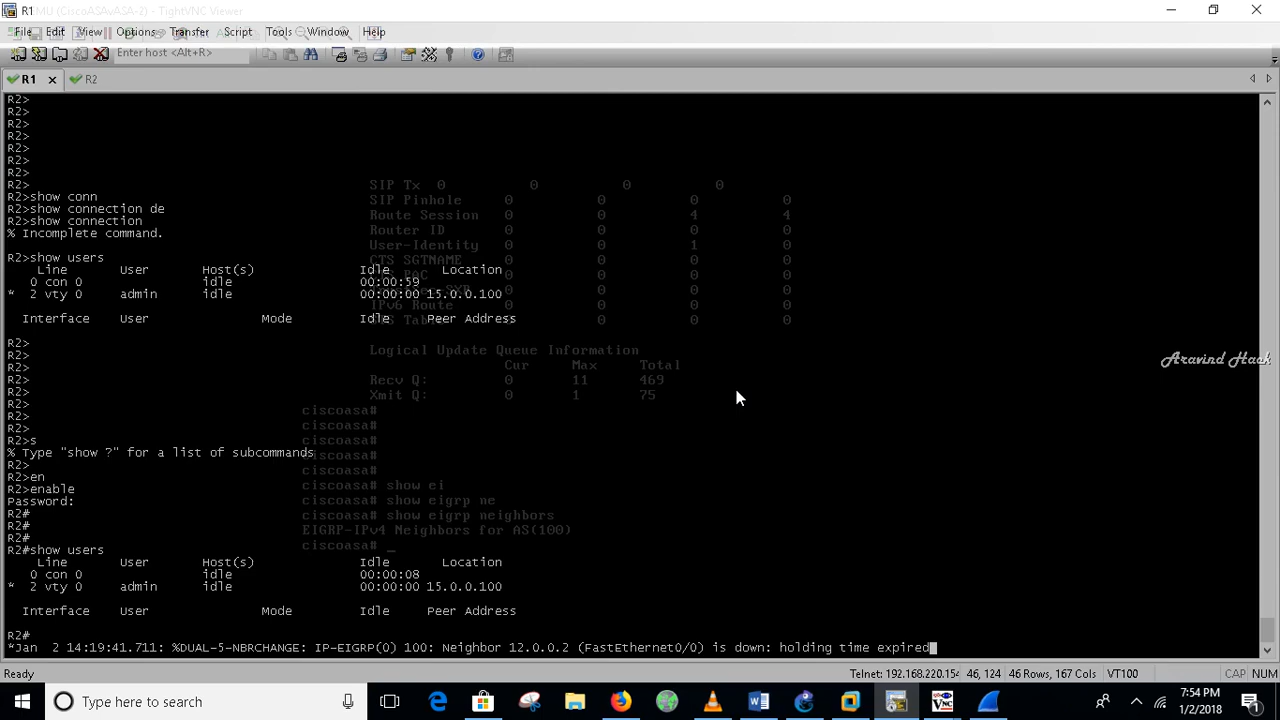 R1MU (CiscoASAvASA-2) - TightVNC Viewer
File Edit View Options Transfer Script Tools Window Help
Enter host <Alt+R>
R1 R2
R2>
R2>
R2>
R2>
R2>
R2>
R2>
R2>
R2>show conn
R2>show connection de
R2>show connection
% Incomplete command.
R2>show users
Line User Host(s) Idle Location
0 con 0 idle 00:00:59
* 2 vty 0 admin idle 00:00:00 15.0.0.100
Interface User Mode Idle Peer Address
R2>
R2>
R2>
R2>
R2>
R2>
R2>
R2>
R2>s
% Type "show ?" for a list of subcommands
R2>
R2>en
R2>enable
Password:
R2#
R2#
R2#
R2#show users
Line User Host(s) Idle Location
0 con 0 idle 00:00:08
* 2 vty 0 admin idle 00:00:00 15.0.0.100
Interface User Mode Idle Peer Address
R2#
*Jan 2 14:19:41.711: %DUAL-5-NBRCHANGE: IP-EIGRP(0) 100: Neighbor 12.0.0.2 (FastEthernet0/0) is down: holding time expired
SIP Tx 0 0 0 0
SIP Pinhole 0 0 0 0
Route Session 0 0 4 4
Router ID 0 0 0 0
User-Identity 0 0 1 0
CTS SGTNAME 0 0 0 0
PAC 0 0 0 0
0 0 0 0
IPv6 Route 0 0 0 0
0 0 0
Logical Update Queue Information
Cur Max Total
Recv Q: 0 11 469
Xmit Q: 0 1 75
ciscoasa#
ciscoasa#
ciscoasa#
ciscoasa#
ciscoasa#
ciscoasa# show ei
ciscoasa# show eigrp ne
ciscoasa# show eigrp neighbors
EIGRP-IPv4 Neighbors for AS(100)
ciscoasa# _
Aravind Haak
Ready Telnet: 192.168.220.154 46, 124 46 Rows, 167 Cols VT100 CAP NUM
Type here to search
7:54 PM
1/2/2018